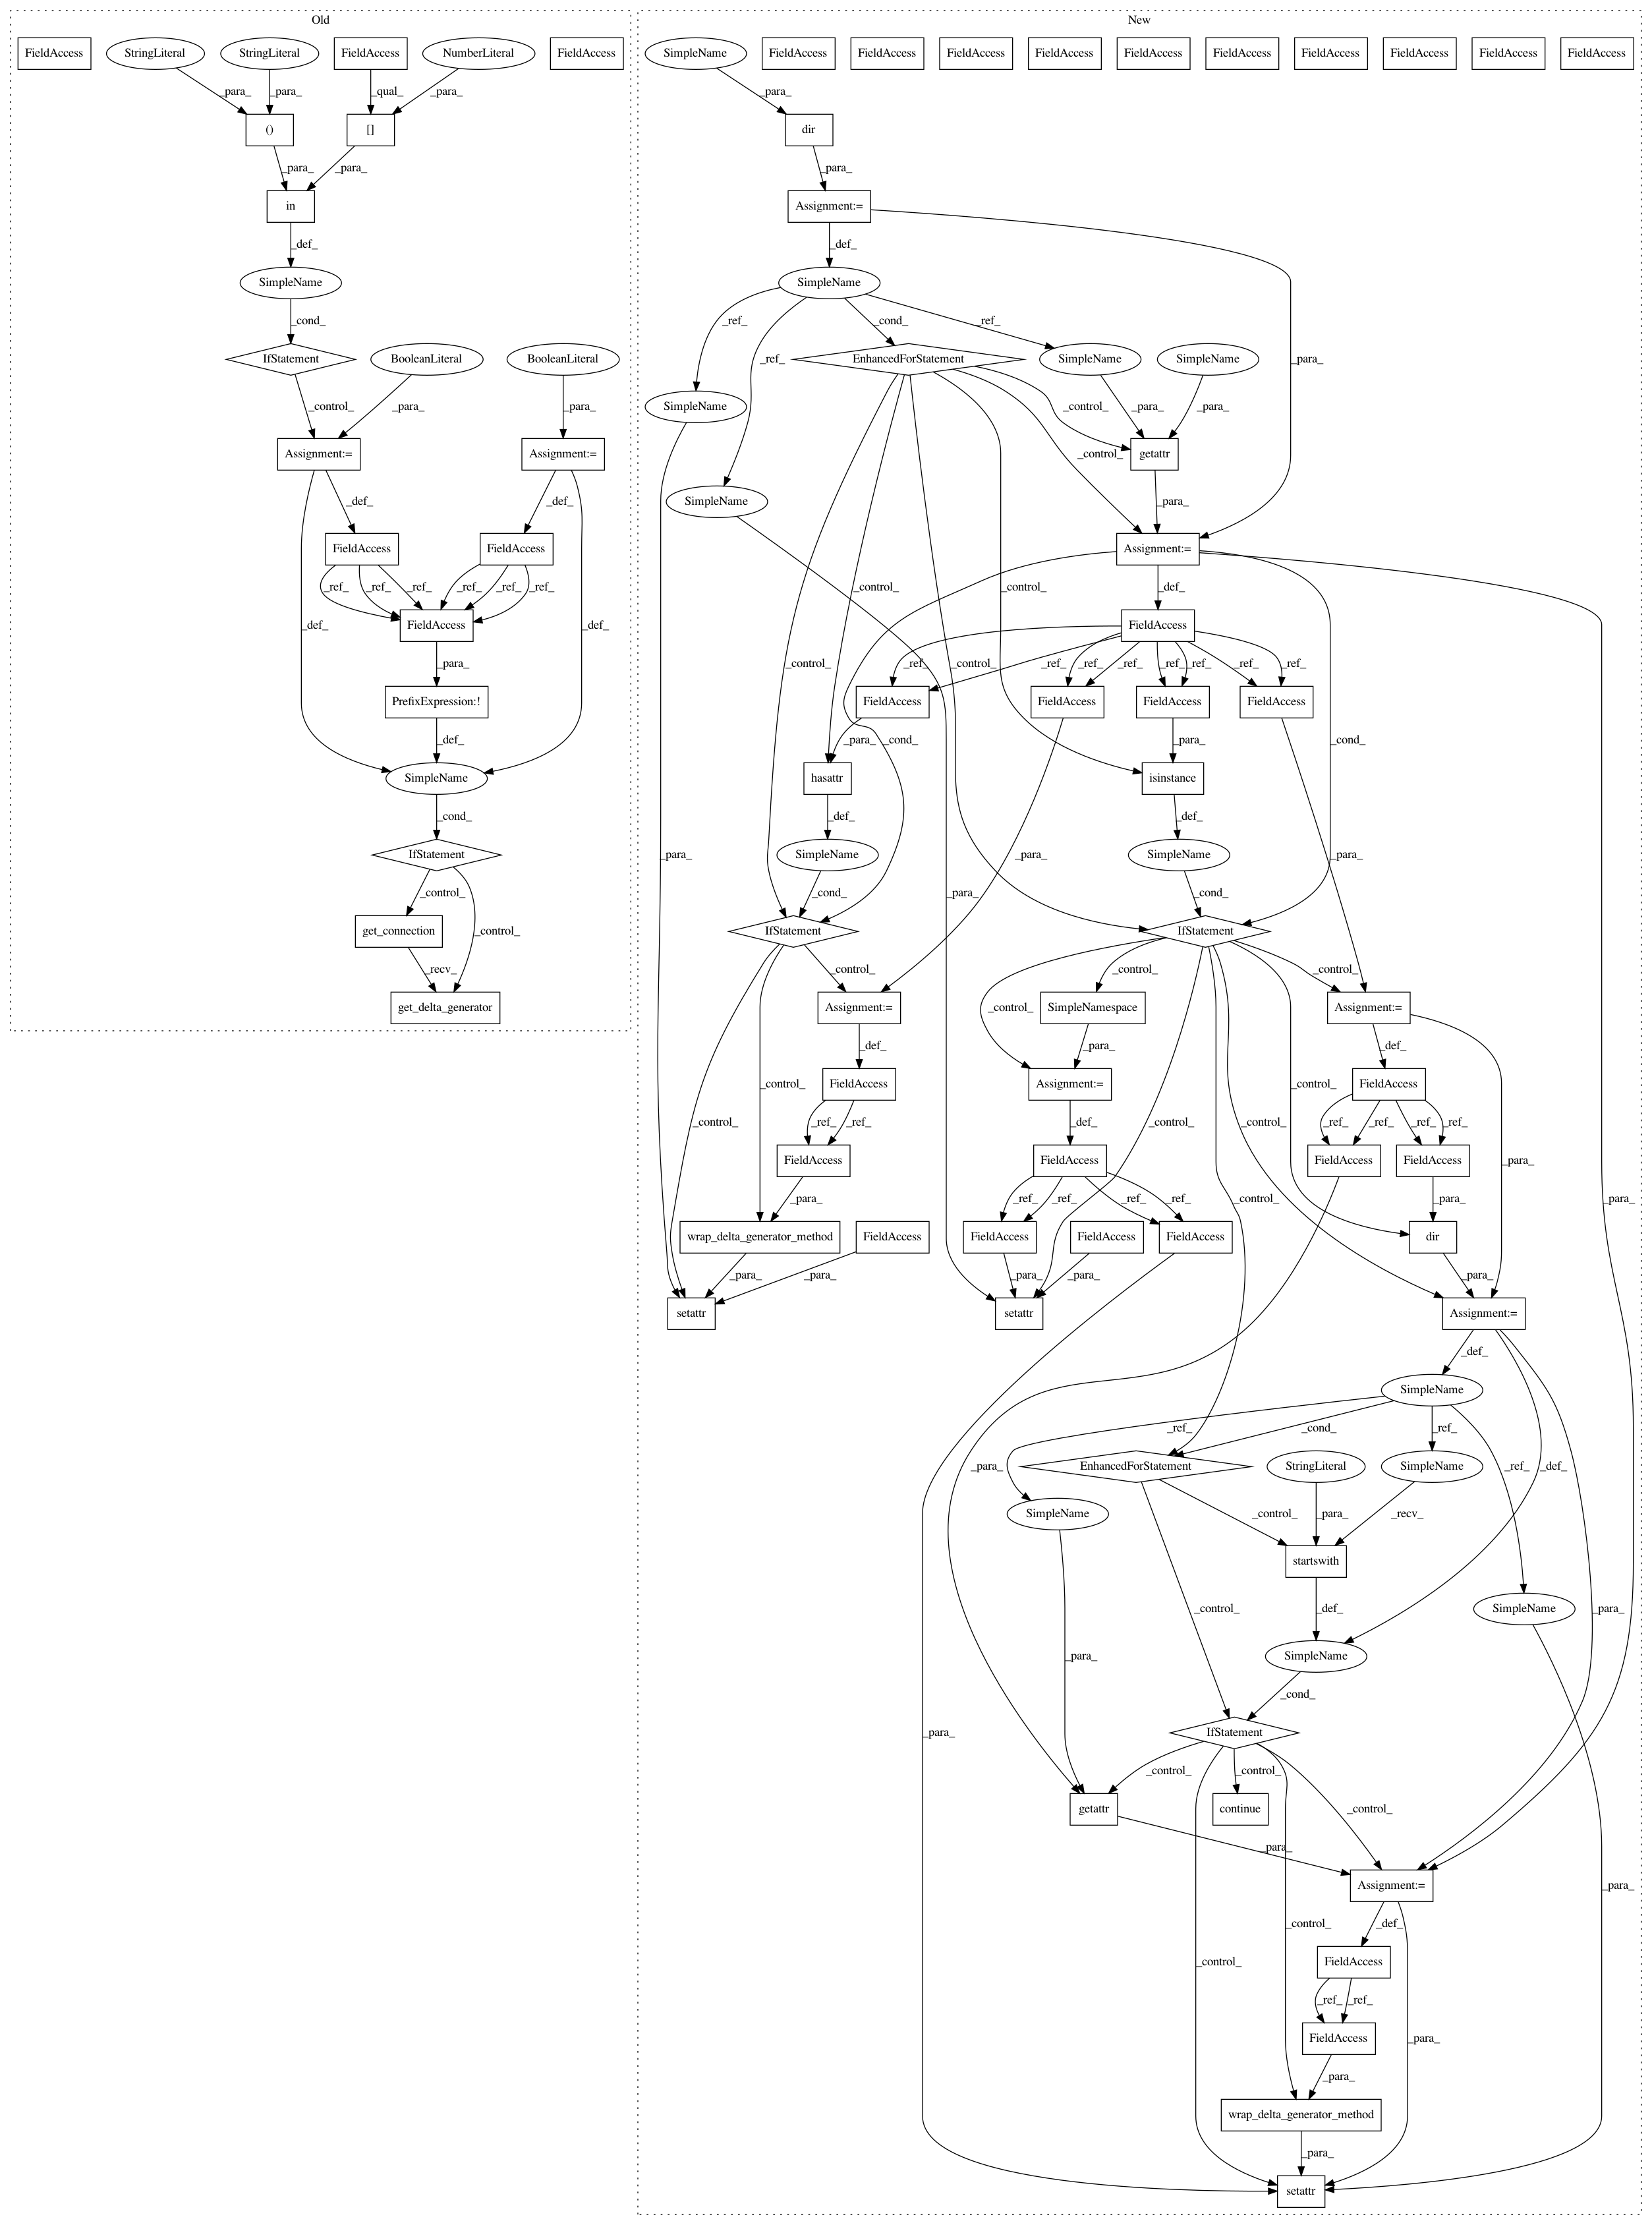 Old
New
FieldAccess
StringLiteral
StringLiteral
FieldAccess
NumberLiteral
FieldAccess
SimpleName
FieldAccess
FieldAccess
FieldAccess
FieldAccess
FieldAccess
FieldAccess
FieldAccess
FieldAccess
FieldAccess
FieldAccess
_para_
_para_
_qual_
_para_
_para_
()
[]
dir
_para_
_para_
_para_
in
Assignment:=
_def_
_def_
SimpleName
SimpleName
_cond_
_ref_
_ref_
_cond_
_ref_
_para_
IfStatement
BooleanLiteral
BooleanLiteral
EnhancedForStatement
SimpleName
SimpleName
_control_
_para_
_para_
SimpleName
_control_
_para_
_para_
Assignment:=
Assignment:=
_control_
getattr
_def_
_def_
SimpleName
_para_
FieldAccess
FieldAccess
Assignment:=
_ref_
_ref_
_ref_
_ref_
_ref_
_ref_
_control_
_control_
_def_
_def_
FieldAccess
_def_
FieldAccess
_para_
_control_
_control_
_ref_
_ref_
_ref_
_ref_
_ref_
_ref_
_ref_
_ref_
PrefixExpression:!
FieldAccess
FieldAccess
FieldAccess
FieldAccess
_def_
_para_
_cond_
_para_
_cond_
SimpleName
hasattr
isinstance
_cond_
_def_
_def_
IfStatement
_para_
SimpleName
_para_
SimpleName
_para_
_control_
_control_
_para_
_cond_
_cond_
get_connection
IfStatement
IfStatement
_recv_
_control_
_control_
_control_
get_delta_generator
Assignment:=
_control_
SimpleNamespace
Assignment:=
_def_
_para_
_def_
FieldAccess
_control_
Assignment:=
_control_
FieldAccess
_control_
_ref_
_ref_
_def_
_control_
_control_
_ref_
_ref_
_ref_
_ref_
_para_
FieldAccess
FieldAccess
FieldAccess
FieldAccess
_para_
_ref_
_ref_
_ref_
_ref_
_control_
_para_
_para_
wrap_delta_generator_method
FieldAccess
FieldAccess
FieldAccess
FieldAccess
dir
_para_
_para_
_para_
_para_
_para_
setattr
setattr
Assignment:=
_def_
SimpleName
_ref_
_cond_
_ref_
_para_
EnhancedForStatement
StringLiteral
SimpleName
_ref_
_def_
SimpleName
_control_
_para_
_recv_
startswith
_control_
_def_
SimpleName
_para_
_para_
SimpleName
_cond_
_para_
IfStatement
_control_
_control_
_control_
getattr
continue
_para_
Assignment:=
_para_
_control_
_def_
_control_
FieldAccess
_ref_
_ref_
FieldAccess
_para_
_para_
wrap_delta_generator_method
_para_
setattr